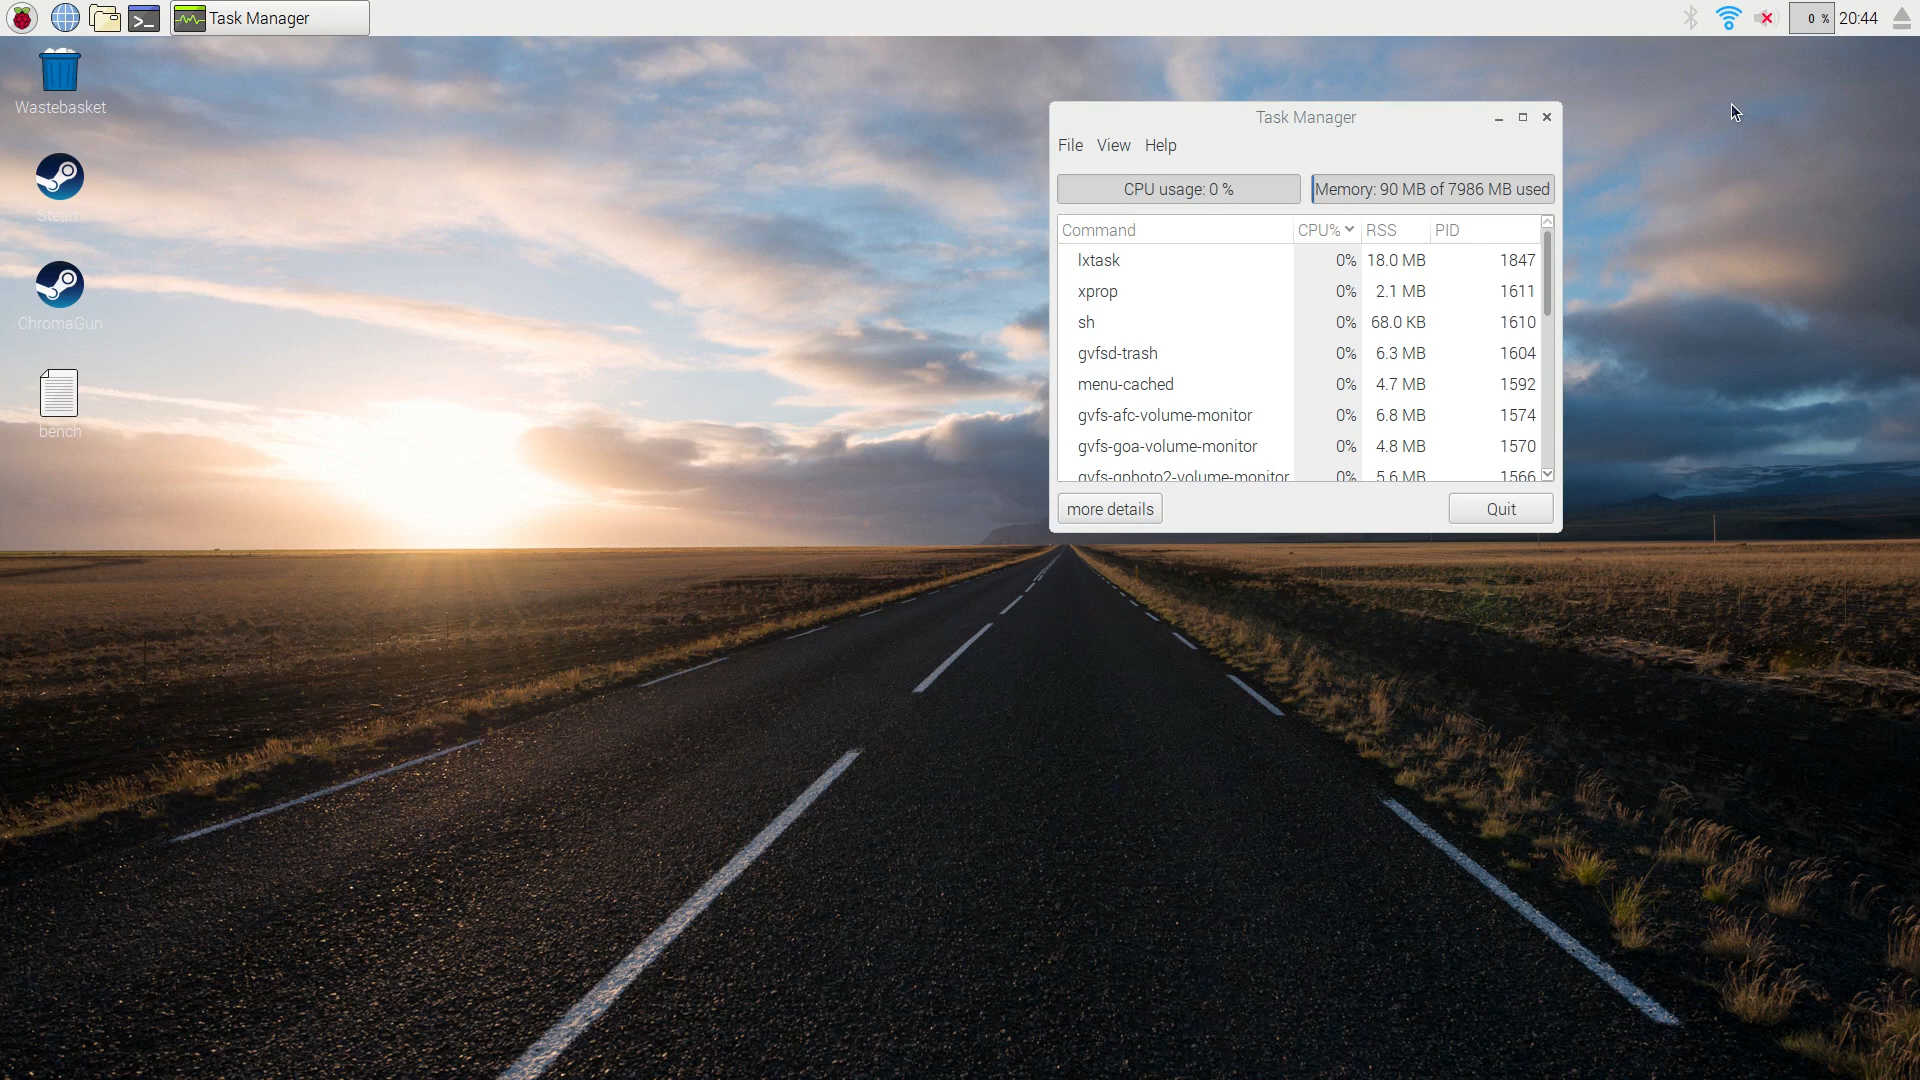 Task Manager
0 %
20:44
Wastebasket
Steam
ChromaGun
bench
Task Manager
File View Help
CPU usage: 0 %
Memory: 90 MB of 7986 MB used
Command CPU% RSS PID
lxtask 0% 18.0 MB 1847
xprop 0% 2.1 MB 1611
sh 0% 68.0 KB 1610
gvfsd-trash 0% 6.3 MB 1604
menu-cached 0% 4.7 MB 1592
gvfs-afc-volume-monitor 0% 6.8 MB 1574
gvfs-goa-volume-monitor 0% 4.8 MB 1570
gvfs-gphoto2-volume-monitor 0% 5.6 MB 1566
more details
Quit